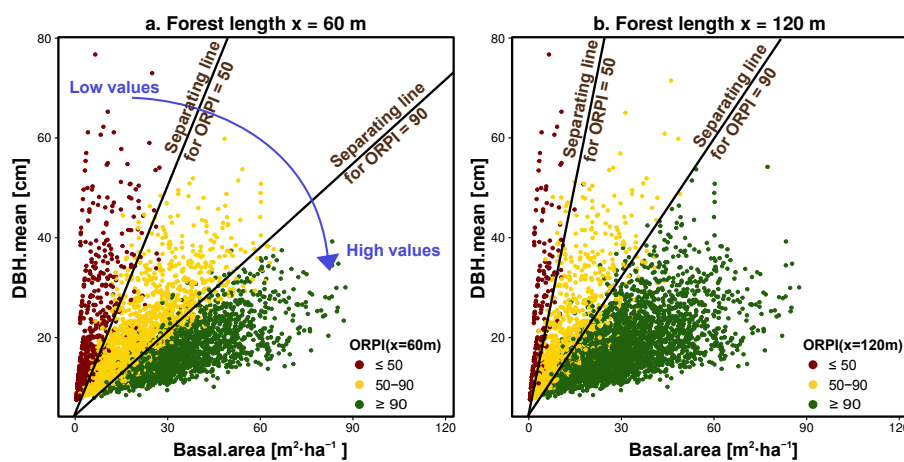 a. Forest length x = 60 m
80
60
40
20
0
30
60
90
120
DBH.mean [cm]
Basal.area [m²·ha⁻¹]
Low values
High values
Separating line
for ORPI = 50
Separating line
for ORPI = 90
ORPI(x=60m)
≤ 50
50−90
≥ 90
b. Forest length x = 120 m
80
60
40
20
0
30
60
90
120
DBH.mean [cm]
Basal.area [m²·ha⁻¹]
Separating line
for ORPI = 50
Separating line
for ORPI = 90
ORPI(x=120m)
≤ 50
50−90
≥ 90